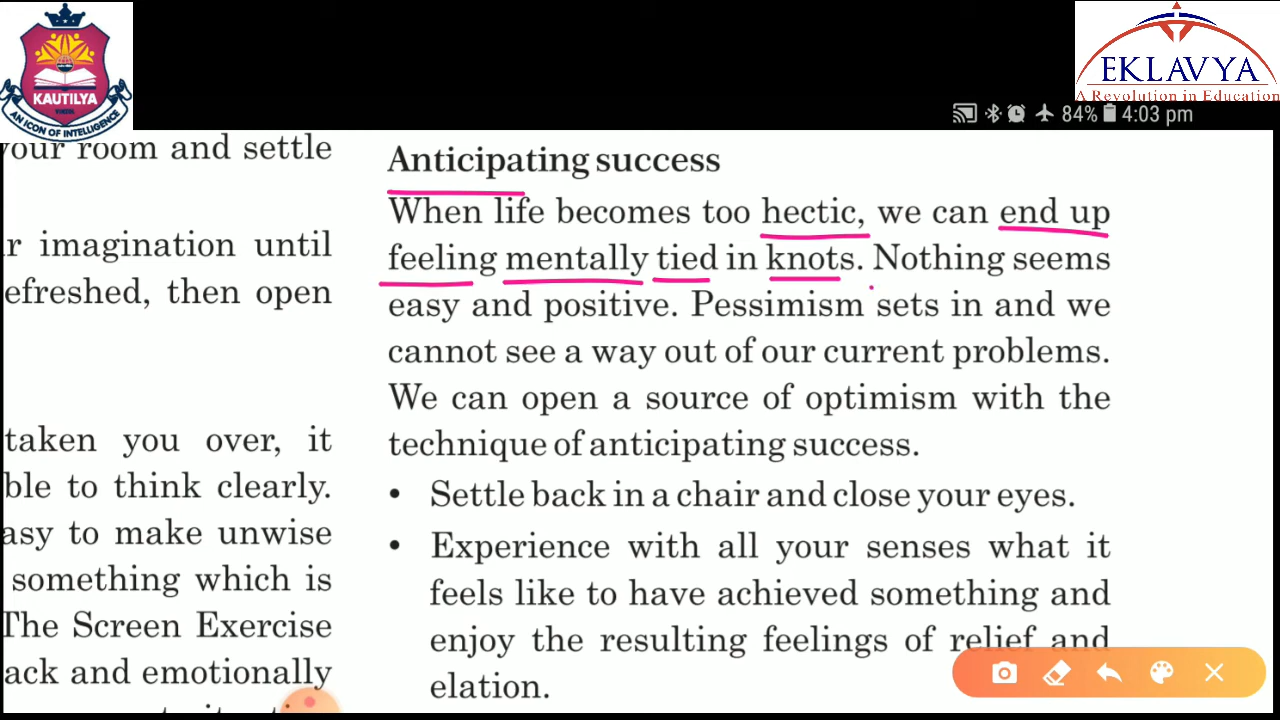 KAUTILYA
AN ICON OF INTELLIGENCE
EKLAVYA
A Revolution in Education
84% 4:03 pm
your room and settle
r imagination until
efreshed, then open
taken you over, it
ble to think clearly.
asy to make unwise
something which is
The Screen Exercise
ack and emotionally
Anticipating success
When life becomes too hectic, we can end up
feeling mentally tied in knots. Nothing seems
easy and positive. Pessimism sets in and we
cannot see a way out of our current problems.
We can open a source of optimism with the
technique of anticipating success.
• Settle back in a chair and close your eyes.
• Experience with all your senses what it
feels like to have achieved something and
enjoy the resulting feelings of relief and
elation.